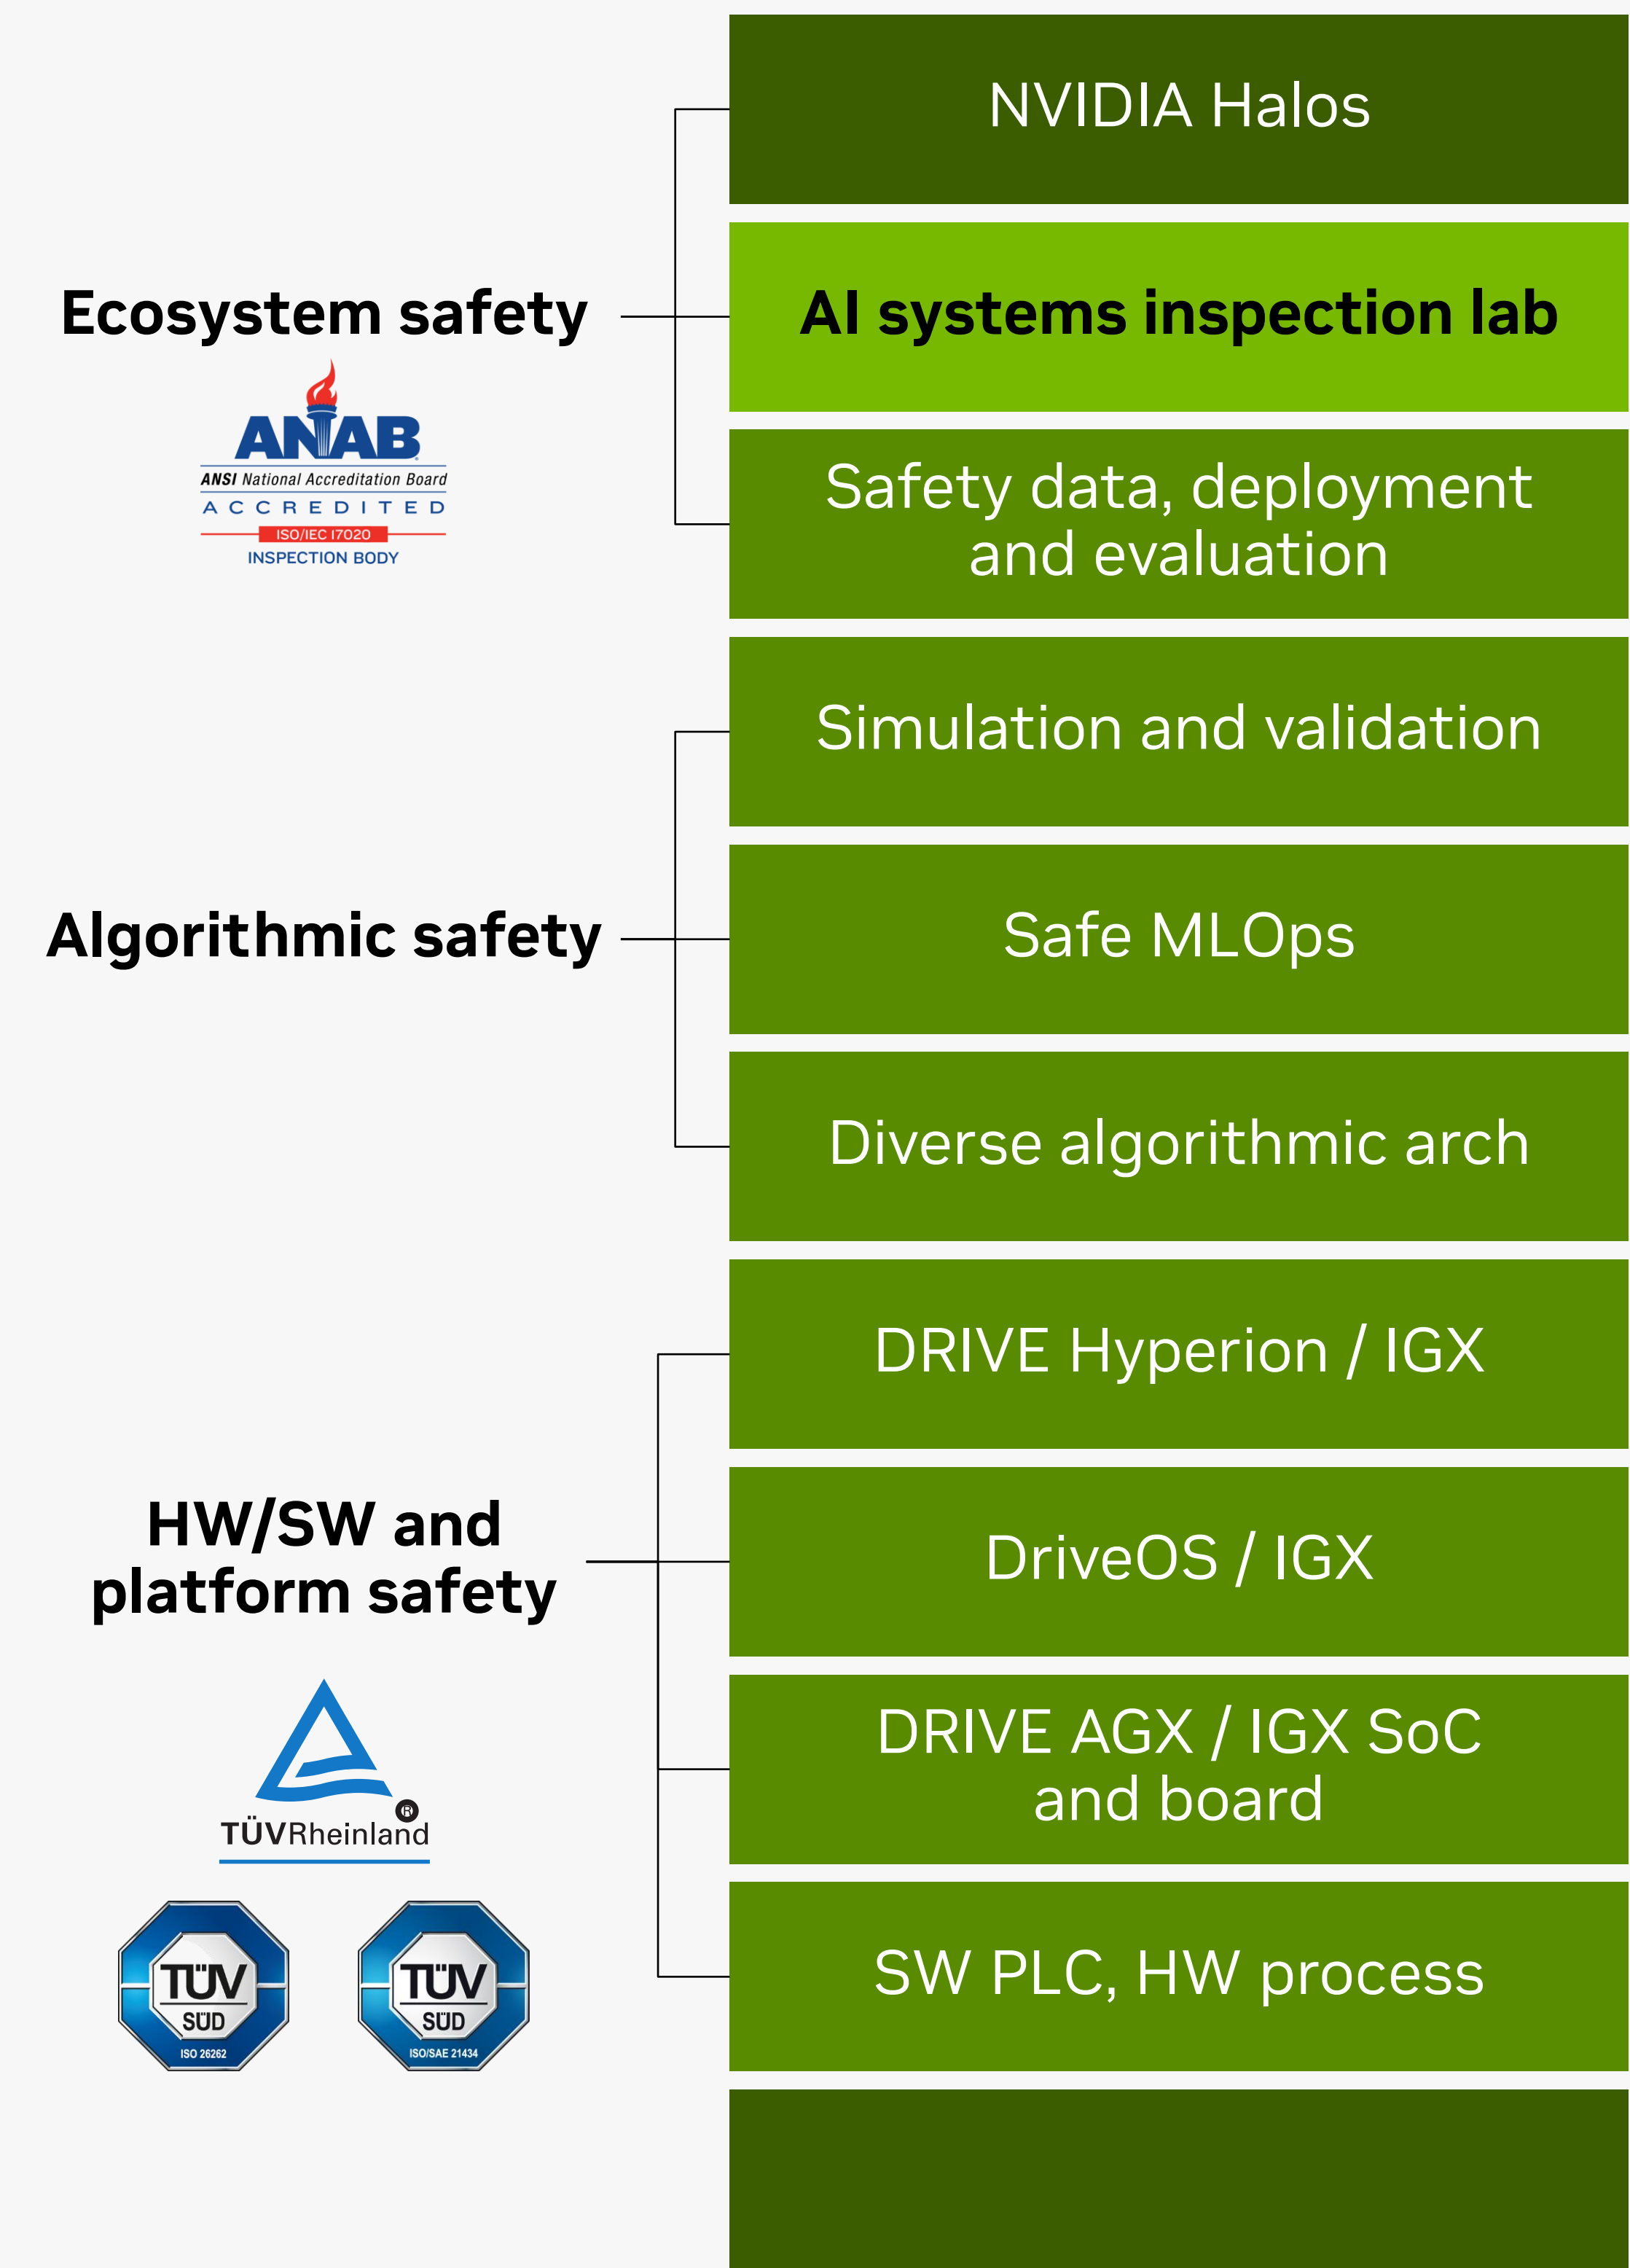 NVIDIA Halos
Ecosystem safety
AI systems inspection lab
ANAB
ANSI National Accreditation Board
ACCREDITED
ISO/IEC 17020
INSPECTION BODY
Safety data, deployment
and evaluation
Simulation and validation
Algorithmic safety
Safe MLOps
Diverse algorithmic arch
DRIVE Hyperion / IGX
HW/SW and
platform safety
DriveOS / IGX
DRIVE AGX / IGX SoC
and board
®
TÜVRheinland
SW PLC, HW process
TÜV
SÜD
ISO 26262
TÜV
SÜD
ISO/SAE 21434